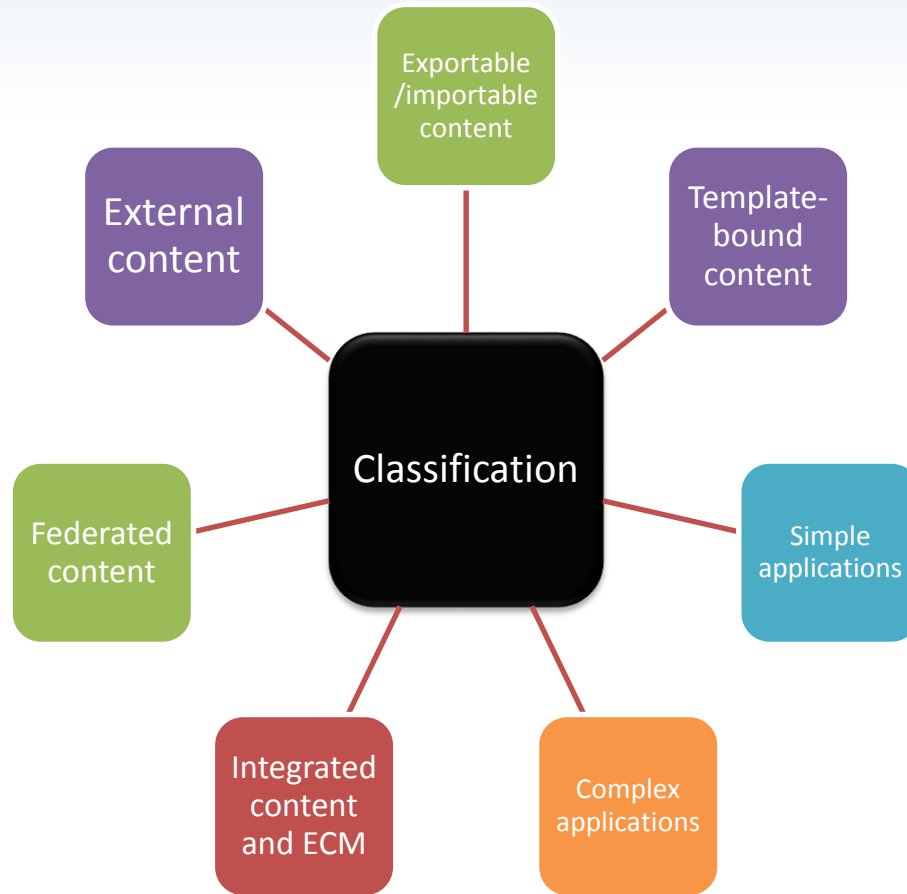 Exportable
/importable
content
External
content
Template-
bound
content
Classification
Federated
content
Simple
applications
Integrated
content
and ECM
Complex
applications